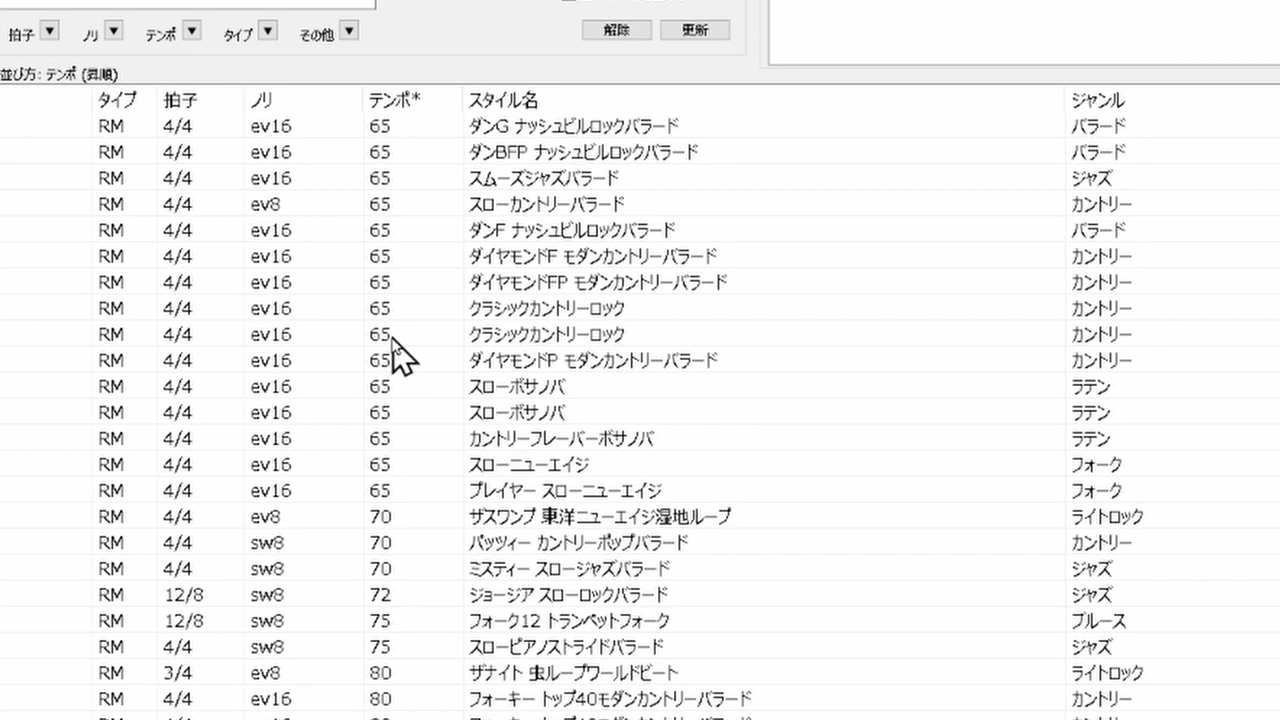 拍子 ノリ テンポ タイプ その他 解除 更新
並び方: テンポ (昇順)
タイプ 拍子 ノリ テンポ* スタイル名 ジャンル
RM 4/4 ev16 65 ダンG ナッシュビルロックバラード バラード
RM 4/4 ev16 65 ダンBFP ナッシュビルロックバラード バラード
RM 4/4 ev16 65 スムーズジャズバラード ジャズ
RM 4/4 ev8 65 スローカントリーバラード カントリー
RM 4/4 ev16 65 ダンF ナッシュビルロックバラード バラード
RM 4/4 ev16 65 ダイヤモンドF モダンカントリーバラード カントリー
RM 4/4 ev16 65 ダイヤモンドFP モダンカントリーバラード カントリー
RM 4/4 ev16 65 クラシックカントリーロック カントリー
RM 4/4 ev16 65 クラシックカントリーロック カントリー
RM 4/4 ev16 65 ダイヤモンドP モダンカントリーバラード カントリー
RM 4/4 ev16 65 スローボサノバ ラテン
RM 4/4 ev16 65 スローボサノバ ラテン
RM 4/4 ev16 65 カントリーフレーバーボサノバ ラテン
RM 4/4 ev16 65 スローニューエイジ フォーク
RM 4/4 ev16 65 プレイヤー スローニューエイジ フォーク
RM 4/4 ev8 70 ザスワンプ 東洋ニューエイジ湿地ループ ライトロック
RM 4/4 sw8 70 パッツィー カントリーポップバラード カントリー
RM 4/4 sw8 70 ミスティー スロージャズバラード ジャズ
RM 12/8 sw8 72 ジョージア スローロックバラード ジャズ
RM 12/8 sw8 75 フォーク12 トランペットフォーク ブルース
RM 4/4 sw8 75 スローピアノストライドバラード ジャズ
RM 3/4 ev8 80 ザナイト 虫ループワールドビート ライトロック
RM 4/4 ev16 80 フォーキー トップ40モダンカントリーバラード カントリー